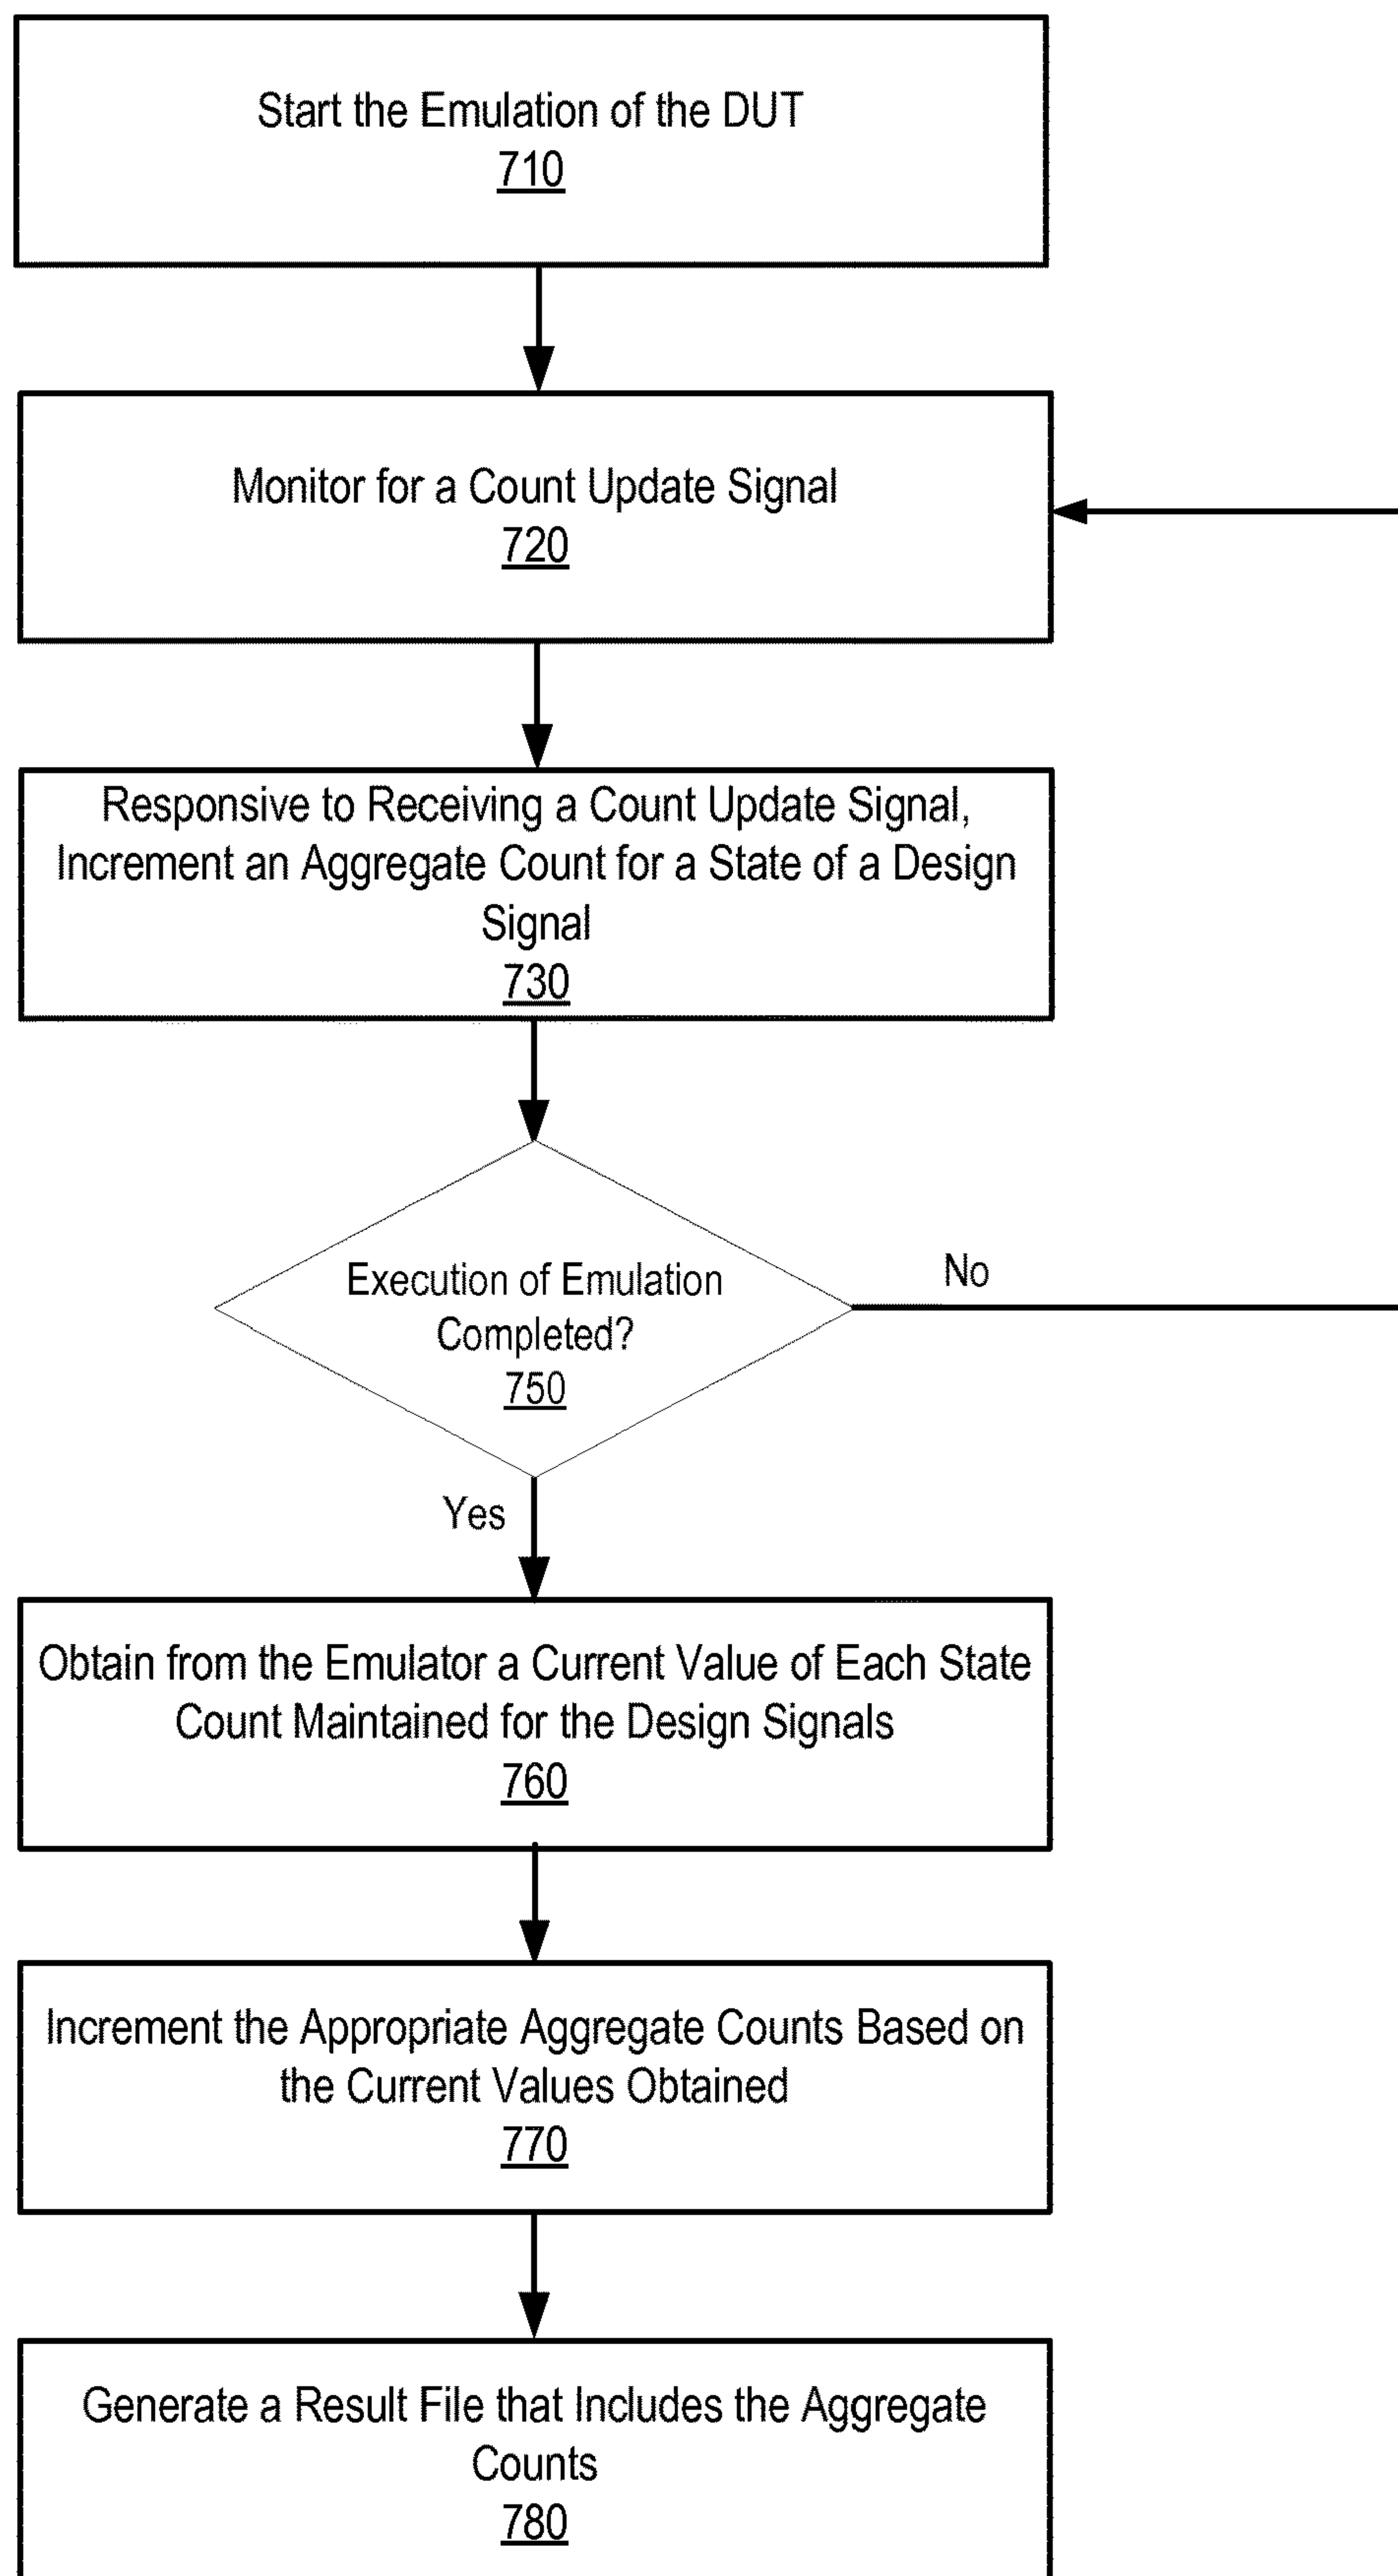 Start the Emulation of the DUT
710
Monitor for a Count Update Signal
720
Responsive to Receiving a Count Update Signal,
Increment an Aggregate Count for a State of a Design
Signal
730
Execution of Emulation
Completed?
750
No
Yes
Obtain from the Emulator a Current Value of Each State
Count Maintained for the Design Signals
760
Increment the Appropriate Aggregate Counts Based on
the Current Values Obtained
770
Generate a Result File that Includes the Aggregate
Counts
780